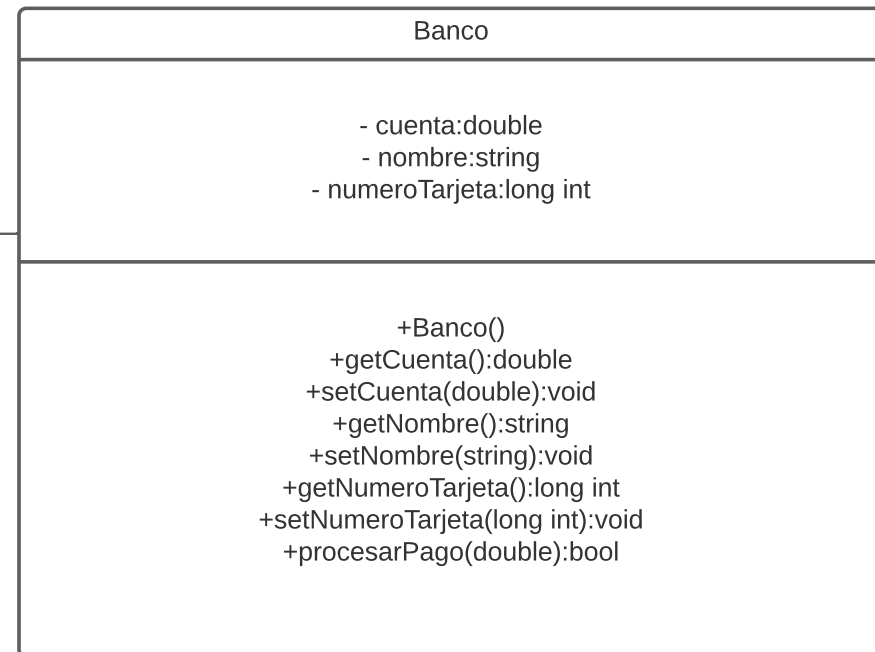 Banco
- cuenta:double
- nombre:string
- numeroTarjeta:long int
+Banco()
+getCuenta():double
+setCuenta(double):void
+getNombre():string
+setNombre(string):void
+getNumeroTarjeta():long int
+setNumeroTarjeta(long int):void
+procesarPago(double):bool